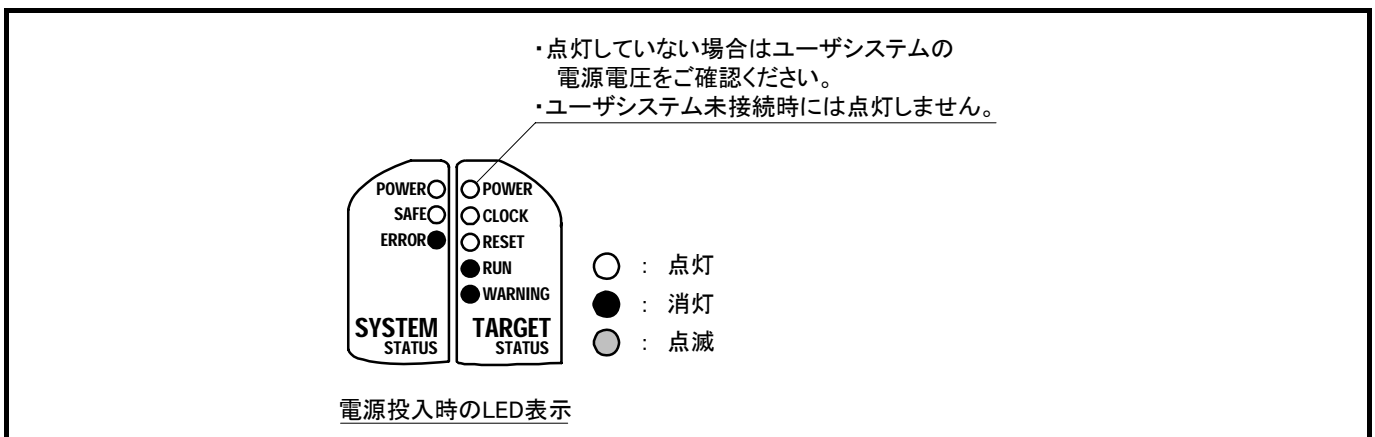 ・点灯していない場合はユーザシステムの
電源電圧をご確認ください。
・ユーザシステム未接続時には点灯しません。
POWER
SAFE
ERROR
SYSTEM
STATUS
POWER
CLOCK
RESET
RUN
WARNING
TARGET
STATUS
: 点灯
: 消灯
: 点滅
電源投入時のLED表示